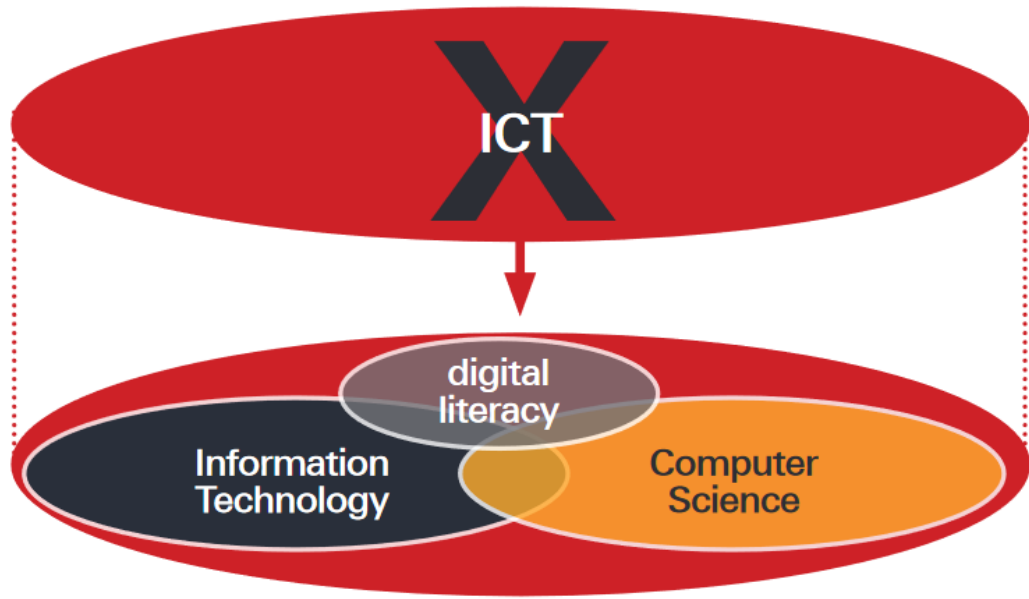 ICT
digital
literacy
Information
Technology
Computer
Science